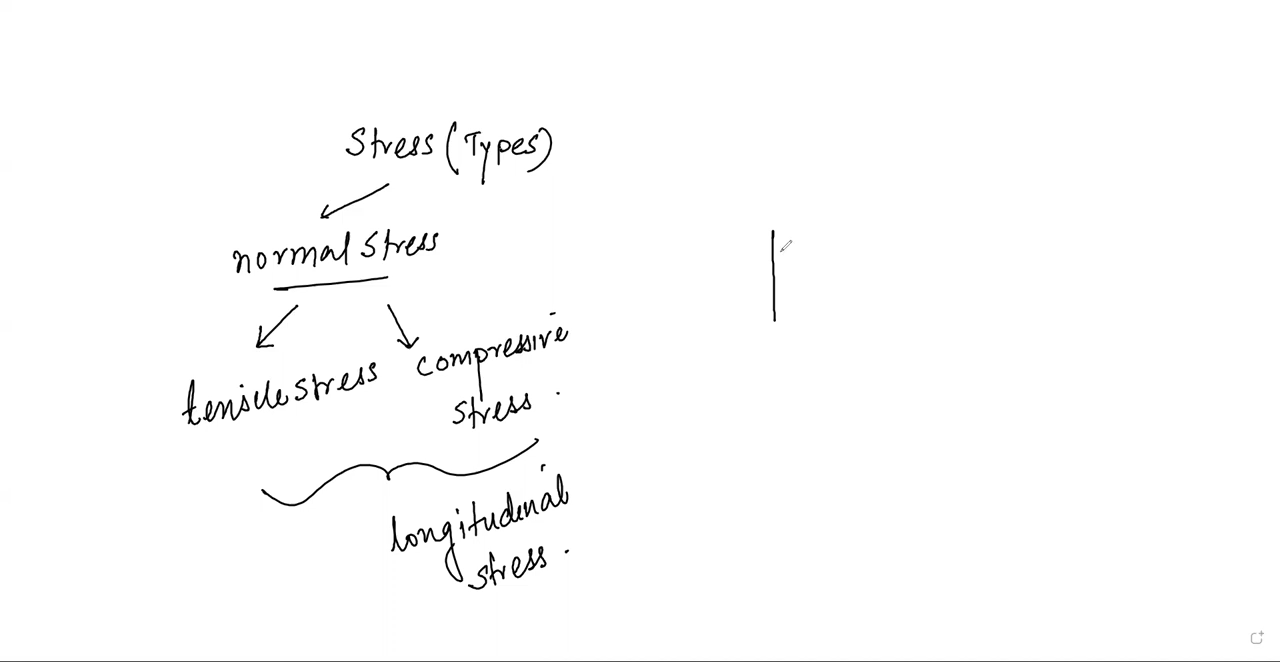 Stress (Types)
normal stress
tensile stress
compressive
stress.
longitudenal
stress.